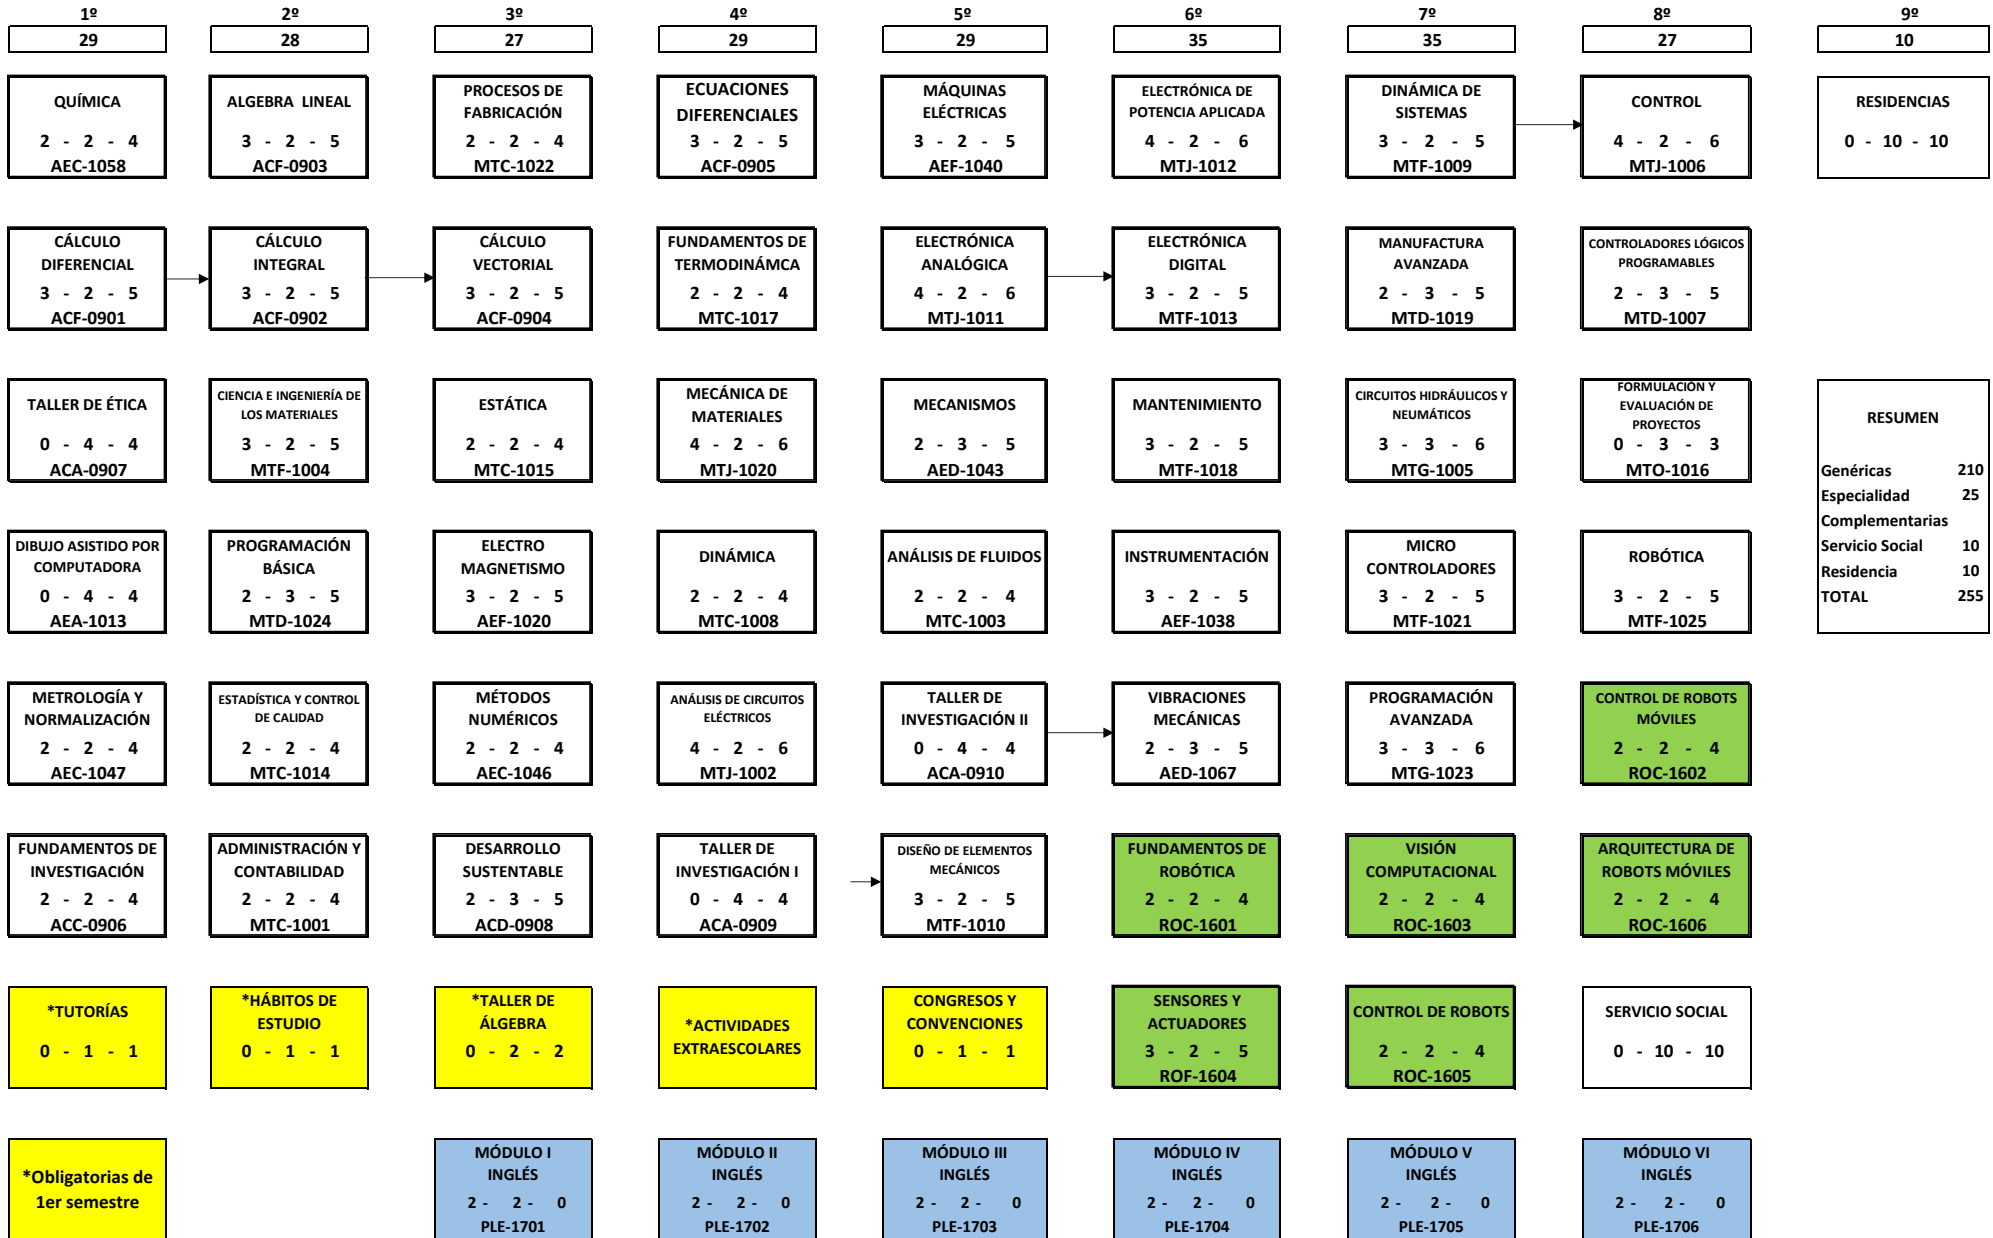 1º 2º 3º 4º 5º 6º 7º 8º 9º
29 28 27 29 29 35 35 27 10
QUÍMICA
2 - 2 - 4
AEC-1058
ALGEBRA LINEAL
3 - 2 - 5
ACF-0903
PROCESOS DE
FABRICACIÓN
2 - 2 - 4
MTC-1022
ECUACIONES
DIFERENCIALES
3 - 2 - 5
ACF-0905
MÁQUINAS
ELÉCTRICAS
3 - 2 - 5
AEF-1040
ELECTRÓNICA DE
POTENCIA APLICADA
4 - 2 - 6
MTJ-1012
DINÁMICA DE
SISTEMAS
3 - 2 - 5
MTF-1009
CONTROL
4 - 2 - 6
MTJ-1006
RESIDENCIAS
0 - 10 - 10
CÁLCULO
DIFERENCIAL
3 - 2 - 5
ACF-0901
CÁLCULO
INTEGRAL
3 - 2 - 5
ACF-0902
CÁLCULO
VECTORIAL
3 - 2 - 5
ACF-0904
FUNDAMENTOS DE
TERMODINÁMCA
2 - 2 - 4
MTC-1017
ELECTRÓNICA
ANALÓGICA
4 - 2 - 6
MTJ-1011
ELECTRÓNICA
DIGITAL
3 - 2 - 5
MTF-1013
MANUFACTURA
AVANZADA
2 - 3 - 5
MTD-1019
CONTROLADORES LÓGICOS
PROGRAMABLES
2 - 3 - 5
MTD-1007
TALLER DE ÉTICA
0 - 4 - 4
ACA-0907
CIENCIA E INGENIERÍA DE
LOS MATERIALES
3 - 2 - 5
MTF-1004
ESTÁTICA
2 - 2 - 4
MTC-1015
MECÁNICA DE
MATERIALES
4 - 2 - 6
MTJ-1020
MECANISMOS
2 - 3 - 5
AED-1043
MANTENIMIENTO
3 - 2 - 5
MTF-1018
CIRCUITOS HIDRÁULICOS Y
NEUMÁTICOS
3 - 3 - 6
MTG-1005
FORMULACIÓN Y
EVALUACIÓN DE
PROYECTOS
0 - 3 - 3
MTO-1016
RESUMEN
Genéricas 210
Especialidad 25
Complementarias
Servicio Social 10
Residencia 10
TOTAL 255
DIBUJO ASISTIDO POR
COMPUTADORA
0 - 4 - 4
AEA-1013
PROGRAMACIÓN
BÁSICA
2 - 3 - 5
MTD-1024
ELECTRO
MAGNETISMO
3 - 2 - 5
AEF-1020
DINÁMICA
2 - 2 - 4
MTC-1008
ANÁLISIS DE FLUIDOS
2 - 2 - 4
MTC-1003
INSTRUMENTACIÓN
3 - 2 - 5
AEF-1038
MICRO
CONTROLADORES
3 - 2 - 5
MTF-1021
ROBÓTICA
3 - 2 - 5
MTF-1025
METROLOGÍA Y
NORMALIZACIÓN
2 - 2 - 4
AEC-1047
ESTADÍSTICA Y CONTROL
DE CALIDAD
2 - 2 - 4
MTC-1014
MÉTODOS
NUMÉRICOS
2 - 2 - 4
AEC-1046
ANÁLISIS DE CIRCUITOS
ELÉCTRICOS
4 - 2 - 6
MTJ-1002
TALLER DE
INVESTIGACIÓN II
0 - 4 - 4
ACA-0910
VIBRACIONES
MECÁNICAS
2 - 3 - 5
AED-1067
PROGRAMACIÓN
AVANZADA
3 - 3 - 6
MTG-1023
CONTROL DE ROBOTS
MÓVILES
2 - 2 - 4
ROC-1602
FUNDAMENTOS DE
INVESTIGACIÓN
2 - 2 - 4
ACC-0906
ADMINISTRACIÓN Y
CONTABILIDAD
2 - 2 - 4
MTC-1001
DESARROLLO
SUSTENTABLE
2 - 3 - 5
ACD-0908
TALLER DE
INVESTIGACIÓN I
0 - 4 - 4
ACA-0909
DISEÑO DE ELEMENTOS
MECÁNICOS
3 - 2 - 5
MTF-1010
FUNDAMENTOS DE
ROBÓTICA
2 - 2 - 4
ROC-1601
VISIÓN
COMPUTACIONAL
2 - 2 - 4
ROC-1603
ARQUITECTURA DE
ROBOTS MÓVILES
2 - 2 - 4
ROC-1606
*TUTORÍAS
0 - 1 - 1
*HÁBITOS DE
ESTUDIO
0 - 1 - 1
*TALLER DE
ÁLGEBRA
0 - 2 - 2
*ACTIVIDADES
EXTRAESCOLARES
CONGRESOS Y
CONVENCIONES
0 - 1 - 1
SENSORES Y
ACTUADORES
3 - 2 - 5
ROF-1604
CONTROL DE ROBOTS
2 - 2 - 4
ROC-1605
SERVICIO SOCIAL
0 - 10 - 10
*Obligatorias de
1er semestre
MÓDULO I
INGLÉS
2 - 2 - 0
PLE-1701
MÓDULO II
INGLÉS
2 - 2 - 0
PLE-1702
MÓDULO III
INGLÉS
2 - 2 - 0
PLE-1703
MÓDULO IV
INGLÉS
2 - 2 - 0
PLE-1704
MÓDULO V
INGLÉS
2 - 2 - 0
PLE-1705
MÓDULO VI
INGLÉS
2 - 2 - 0
PLE-1706